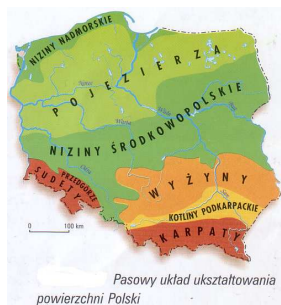 NIZINY NADMORSKIE
POJEZIERZA
NIZINY ŚRODKOWOPOLSKIE
SUDETY
PRZEDGÓRZE
WYŻYNY
KOTLINY PODKARPACKIE
KARPATY
0 100 km
Pasowy układ ukształtowania
powierzchni Polski